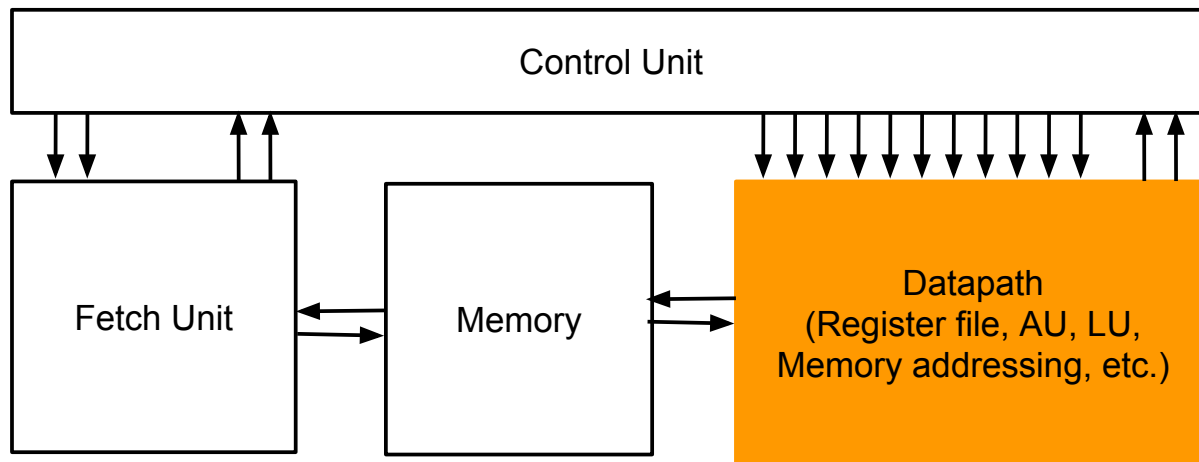 Control Unit
Fetch Unit
Memory
Datapath
(Register file, AU, LU,
Memory addressing, etc.)